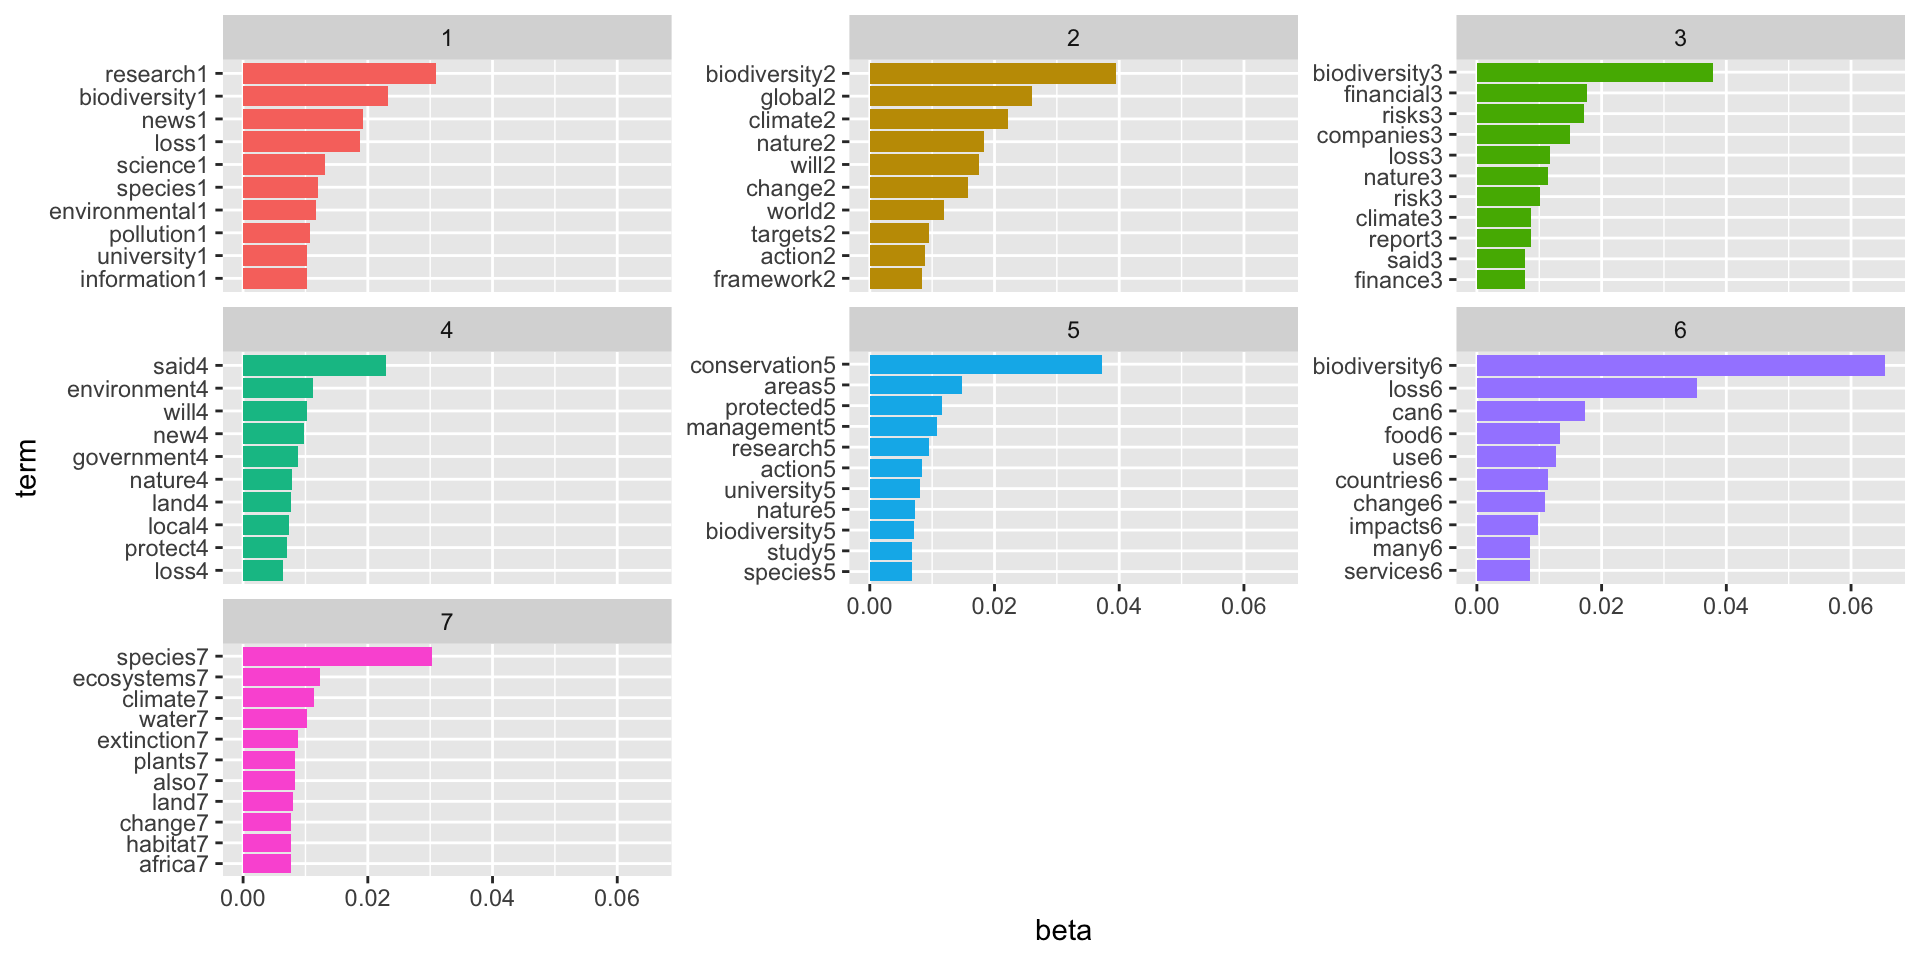 1
research1
biodiversity1
news1
loss1
science1
species1
environmental1
pollution1
university1
information1
2
biodiversity2
global2
climate2
nature2
will2
change2
world2
targets2
action2
framework2
3
biodiversity3
financial3
risks3
companies3
loss3
nature3
risk3
climate3
report3
said3
finance3
4
said4
environment4
will4
new4
government4
nature4
land4
local4
protect4
loss4
5
conservation5
areas5
protected5
management5
research5
action5
university5
nature5
biodiversity5
study5
species5
0.00 0.02 0.04 0.06
6
biodiversity6
loss6
can6
food6
use6
countries6
change6
impacts6
many6
services6
0.00 0.02 0.04 0.06
7
species7
ecosystems7
climate7
water7
extinction7
plants7
also7
land7
change7
habitat7
africa7
0.00 0.02 0.04 0.06
term
beta